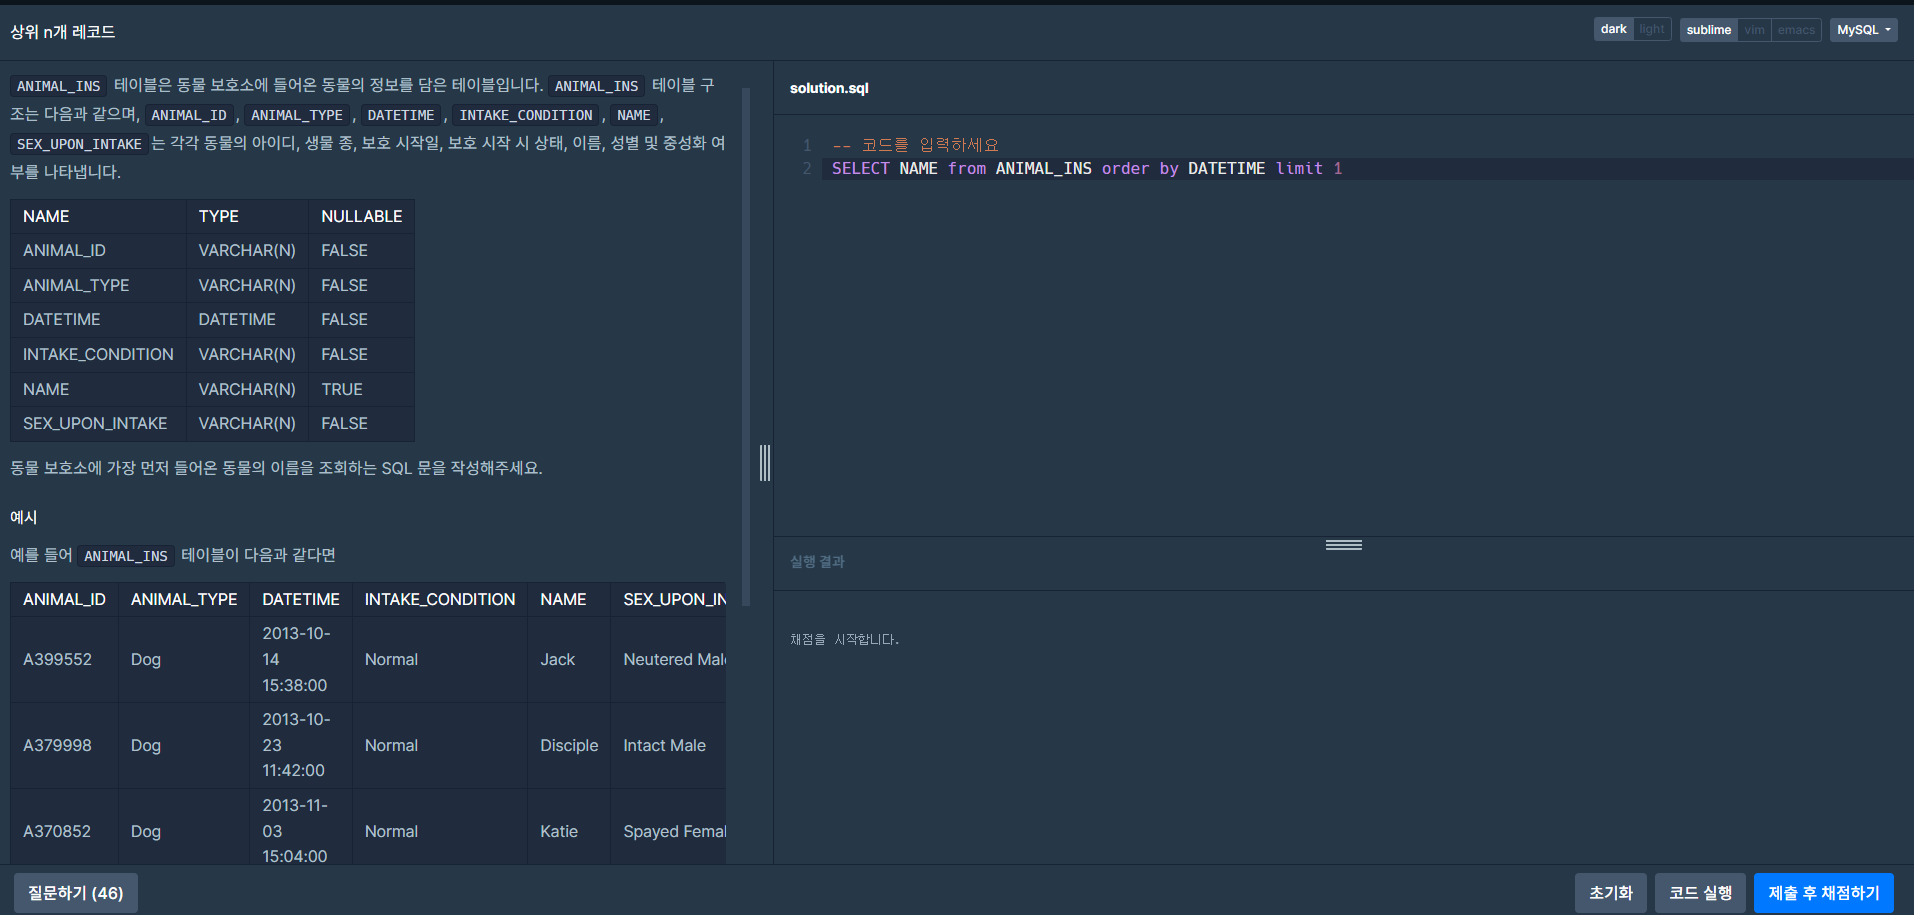 상위 n개 레코드
dark light sublime vim emacs MySQL
ANIMAL_INS 테이블은 동물 보호소에 들어온 동물의 정보를 담은 테이블입니다. ANIMAL_INS 테이블 구
조는 다음과 같으며, ANIMAL_ID , ANIMAL_TYPE , DATETIME , INTAKE_CONDITION , NAME ,
SEX_UPON_INTAKE 는 각각 동물의 아이디, 생물 종, 보호 시작일, 보호 시작 시 상태, 이름, 성별 및 중성화 여
부를 나타냅니다.
NAME TYPE NULLABLE
ANIMAL_ID VARCHAR(N) FALSE
ANIMAL_TYPE VARCHAR(N) FALSE
DATETIME DATETIME FALSE
INTAKE_CONDITION VARCHAR(N) FALSE
NAME VARCHAR(N) TRUE
SEX_UPON_INTAKE VARCHAR(N) FALSE
동물 보호소에 가장 먼저 들어온 동물의 이름을 조회하는 SQL 문을 작성해주세요.
예시
예를 들어 ANIMAL_INS 테이블이 다음과 같다면
ANIMAL_ID ANIMAL_TYPE DATETIME INTAKE_CONDITION NAME SEX_UPON_IN
2013-10-
A399552 Dog 14 Normal Jack Neutered Mal
15:38:00
2013-10-
A379998 Dog 23 Normal Disciple Intact Male
11:42:00
2013-11-
A370852 Dog 03 Normal Katie Spayed Femal
15:04:00
solution.sql
1 -- 코드를 입력하세요
2 SELECT NAME from ANIMAL_INS order by DATETIME limit 1
실행 결과
채점을 시작합니다.
질문하기 (46)
초기화 코드 실행 제출 후 채점하기